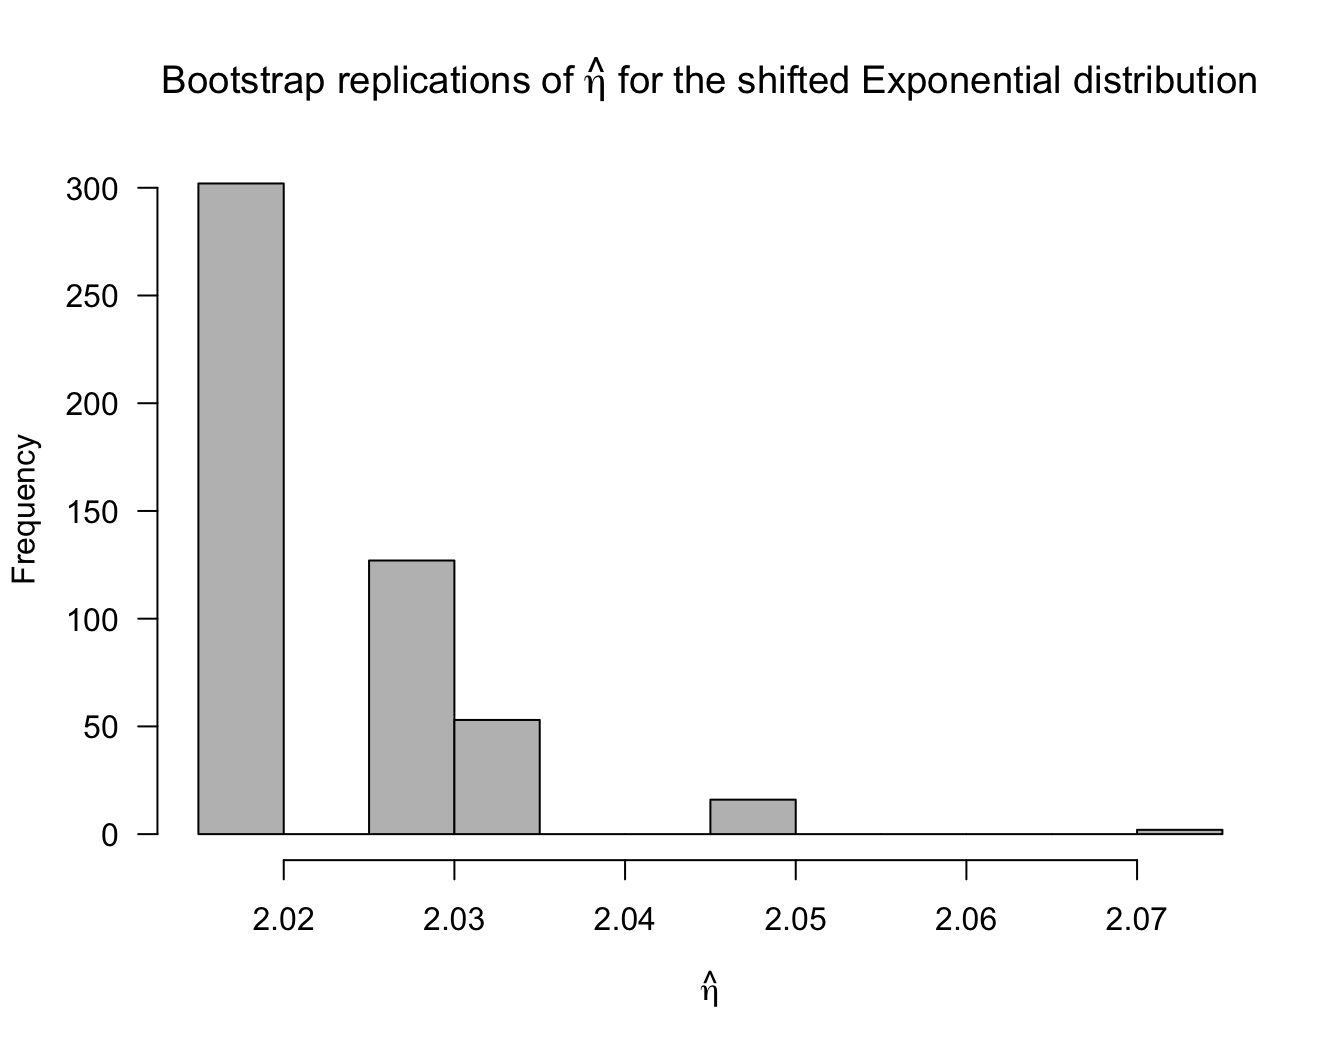 Bootstrap replications of η̂ for the shifted Exponential distribution
300
250
200
150
100
50
0
Frequency
2.02 2.03 2.04 2.05 2.06 2.07
η̂